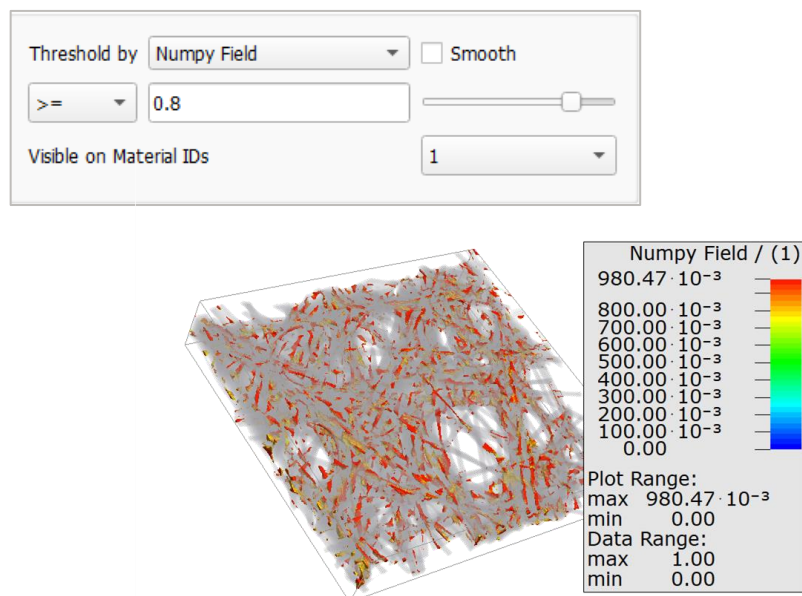 Threshold by Numpy Field Smooth
>= 0.8
Visible on Material IDs 1
Numpy Field / (1)
980.47·10⁻³
800.00·10⁻³
700.00·10⁻³
600.00·10⁻³
500.00·10⁻³
400.00·10⁻³
300.00·10⁻³
200.00·10⁻³
100.00·10⁻³
0.00
Plot Range:
max 980.47·10⁻³
min 0.00
Data Range:
max 1.00
min 0.00